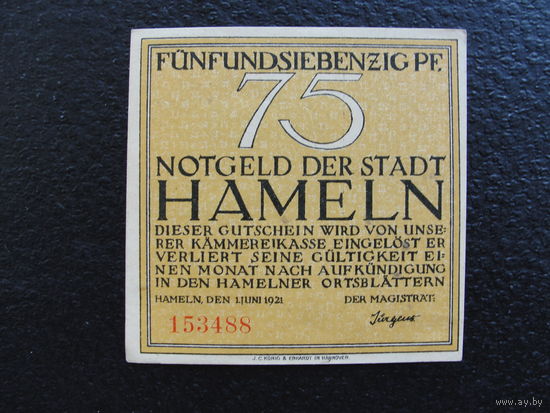 FÜNFUNDSIEBENZIG PF.
75
NOTGELD DER STADT
HAMELN
DIESER GUTSCHEIN WIRD VON UNSE-
RER KÄMMEREIKASSE EINGELÖST ER
VERLIERT SEINE GÜLTIGKEIT EI-
NEN MONAT NACH AUFKÜNDIGUNG
IN DEN HAMELNER ORTSBLÄTTERN
HAMELN, DEN 1.JUNI 1921 DER MAGISTRAT:
153488 Jürgens
J.C. KÖNIG & EBHARDT IN HANNOVER
www.ay.by